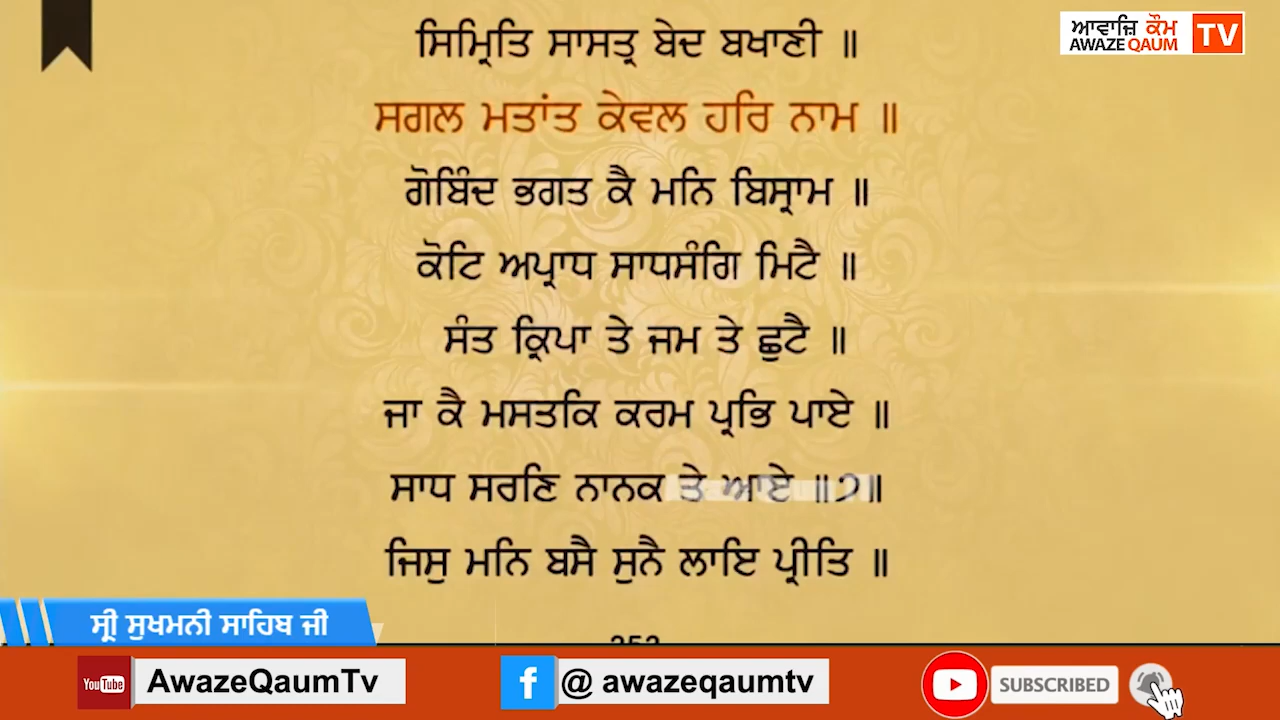 ਆਵਾਜ਼ਿ ਕੌਮ
AWAZE QAUM TV
ਸਿਮ੍ਰਿਤਿ ਸਾਸਤ੍ਰ ਬੇਦ ਬਖਾਣੀ ॥
ਸਗਲ ਮਤਾਂਤ ਕੇਵਲ ਹਰਿ ਨਾਮ ॥
ਗੋਬਿੰਦ ਭਗਤ ਕੈ ਮਨਿ ਬਿਸ੍ਰਾਮ ॥
ਕੋਟਿ ਅਪ੍ਰਾਧ ਸਾਧਸੰਗਿ ਮਿਟੈ ॥
ਸੰਤ ਕ੍ਰਿਪਾ ਤੇ ਜਮ ਤੇ ਛੁਟੈ ॥
ਜਾ ਕੈ ਮਸਤਕਿ ਕਰਮ ਪ੍ਰਭਿ ਪਾਏ ॥
ਸਾਧ ਸਰਣਿ ਨਾਨਕ ਤੇ ਆਏ ॥੭॥
ਜਿਸੁ ਮਨਿ ਬਸੈ ਸੁਨੈ ਲਾਇ ਪ੍ਰੀਤਿ ॥
ਸ੍ਰੀ ਸੁਖਮਨੀ ਸਾਹਿਬ ਜੀ
YouTube AwazeQaumTv
f @ awazeqaumtv
SUBSCRIBED